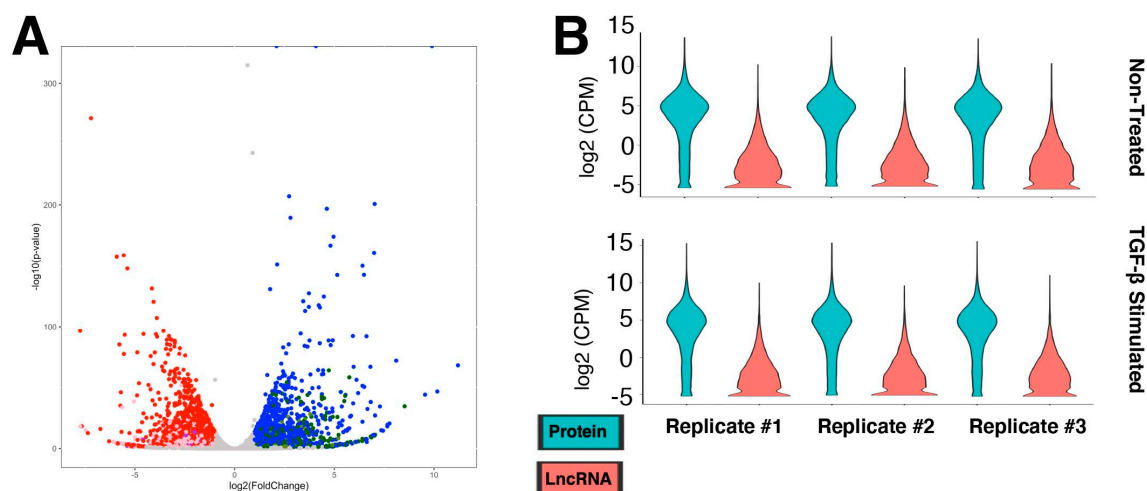 A
300
200
100
0
-log10(p-value)
-5
0
5
10
log2(FoldChange)
B
15
10
5
0
-5
log2 (CPM)
Non-Treated
15
10
5
0
-5
log2 (CPM)
TGF-β Stimulated
Replicate #1
Replicate #2
Replicate #3
Protein
LncRNA